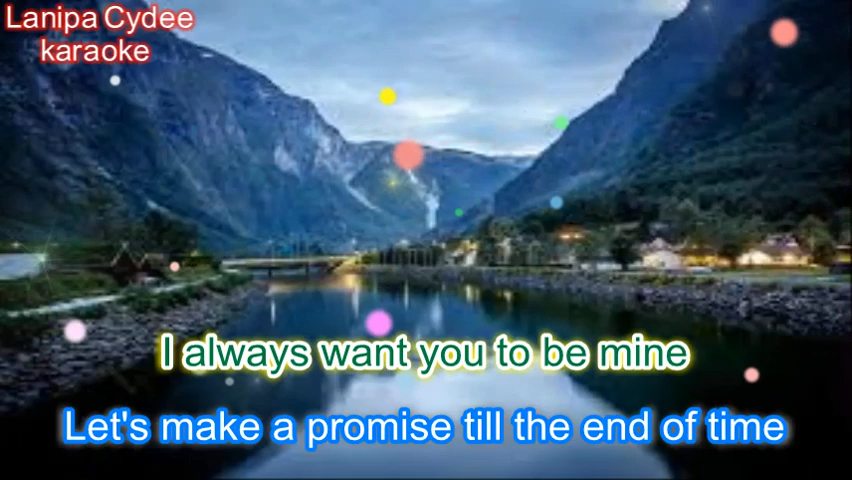 Lanipa Cydee
karaoke
I always want you to be mine
Let's make a promise till the end of time